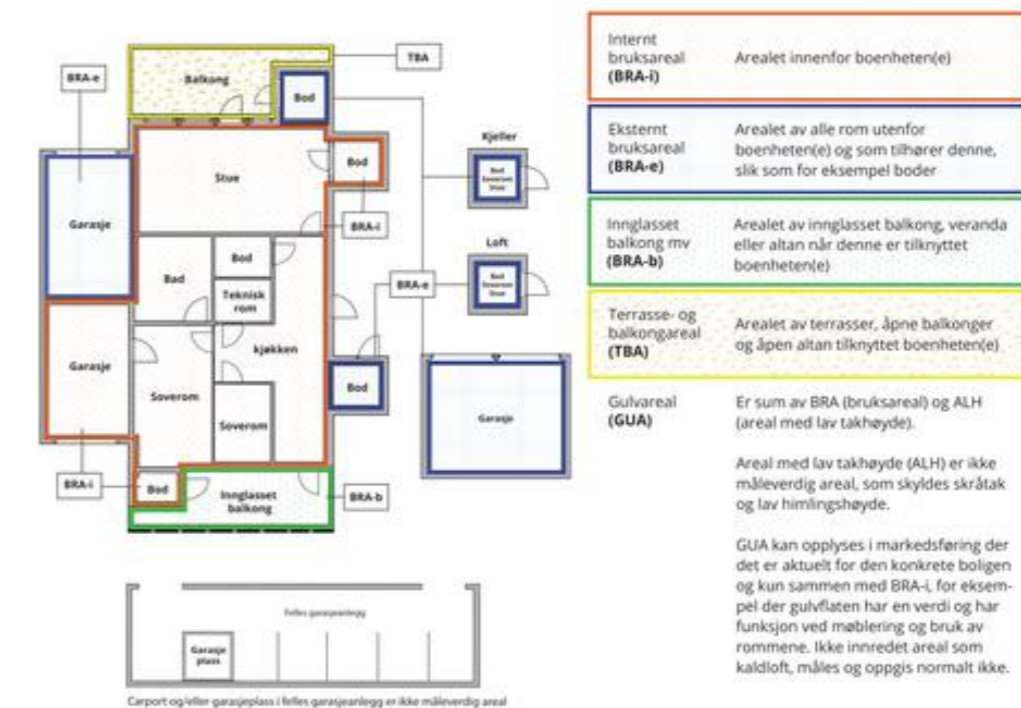 TBA
BRA-e
Balkong
Bod
Kjeller
Bod
Soverom
Stue
Stue
Bod
Garasje
BRA-i
Loft
Bod
Bad
Teknisk
rom
BRA-e
Bod
Soverom
Stue
kjøkken
Garasje
Soverom
Bod
Soverom
Garasje
BRA-i
Bod
Innglasset
balkong
BRA-b
Felles garasjeanlegg
Garasje
plass
Carport og/eller garasjeplass i felles garasjeanlegg er ikke måleverdig areal
Internt
bruksareal
(BRA-i)
Arealet innenfor boenheten(e)
Eksternt
bruksareal
(BRA-e)
Arealet av alle rom utenfor
boenheten(e) og som tilhører denne,
slik som for eksempel boder
Innglasset
balkong mv
(BRA-b)
Arealet av innglasset balkong, veranda
eller altan når denne er tilknyttet
boenheten(e)
Terrasse- og
balkongareal
(TBA)
Arealet av terrasser, åpne balkonger
og åpen altan tilknyttet boenheten(e)
Gulvareal
(GUA)
Er sum av BRA (bruksareal) og ALH
(areal med lav takhøyde).
Areal med lav takhøyde (ALH) er ikke
måleverdig areal, som skyldes skråtak
og lav himlingshøyde.
GUA kan opplyses i markedsføring der
det er aktuelt for den konkrete boligen
og kun sammen med BRA-i, for eksem-
pel der gulvflaten har en verdi og har
funksjon ved møblering og bruk av
rommene. Ikke innredet areal som
kaldloft, måles og oppgis normalt ikke.